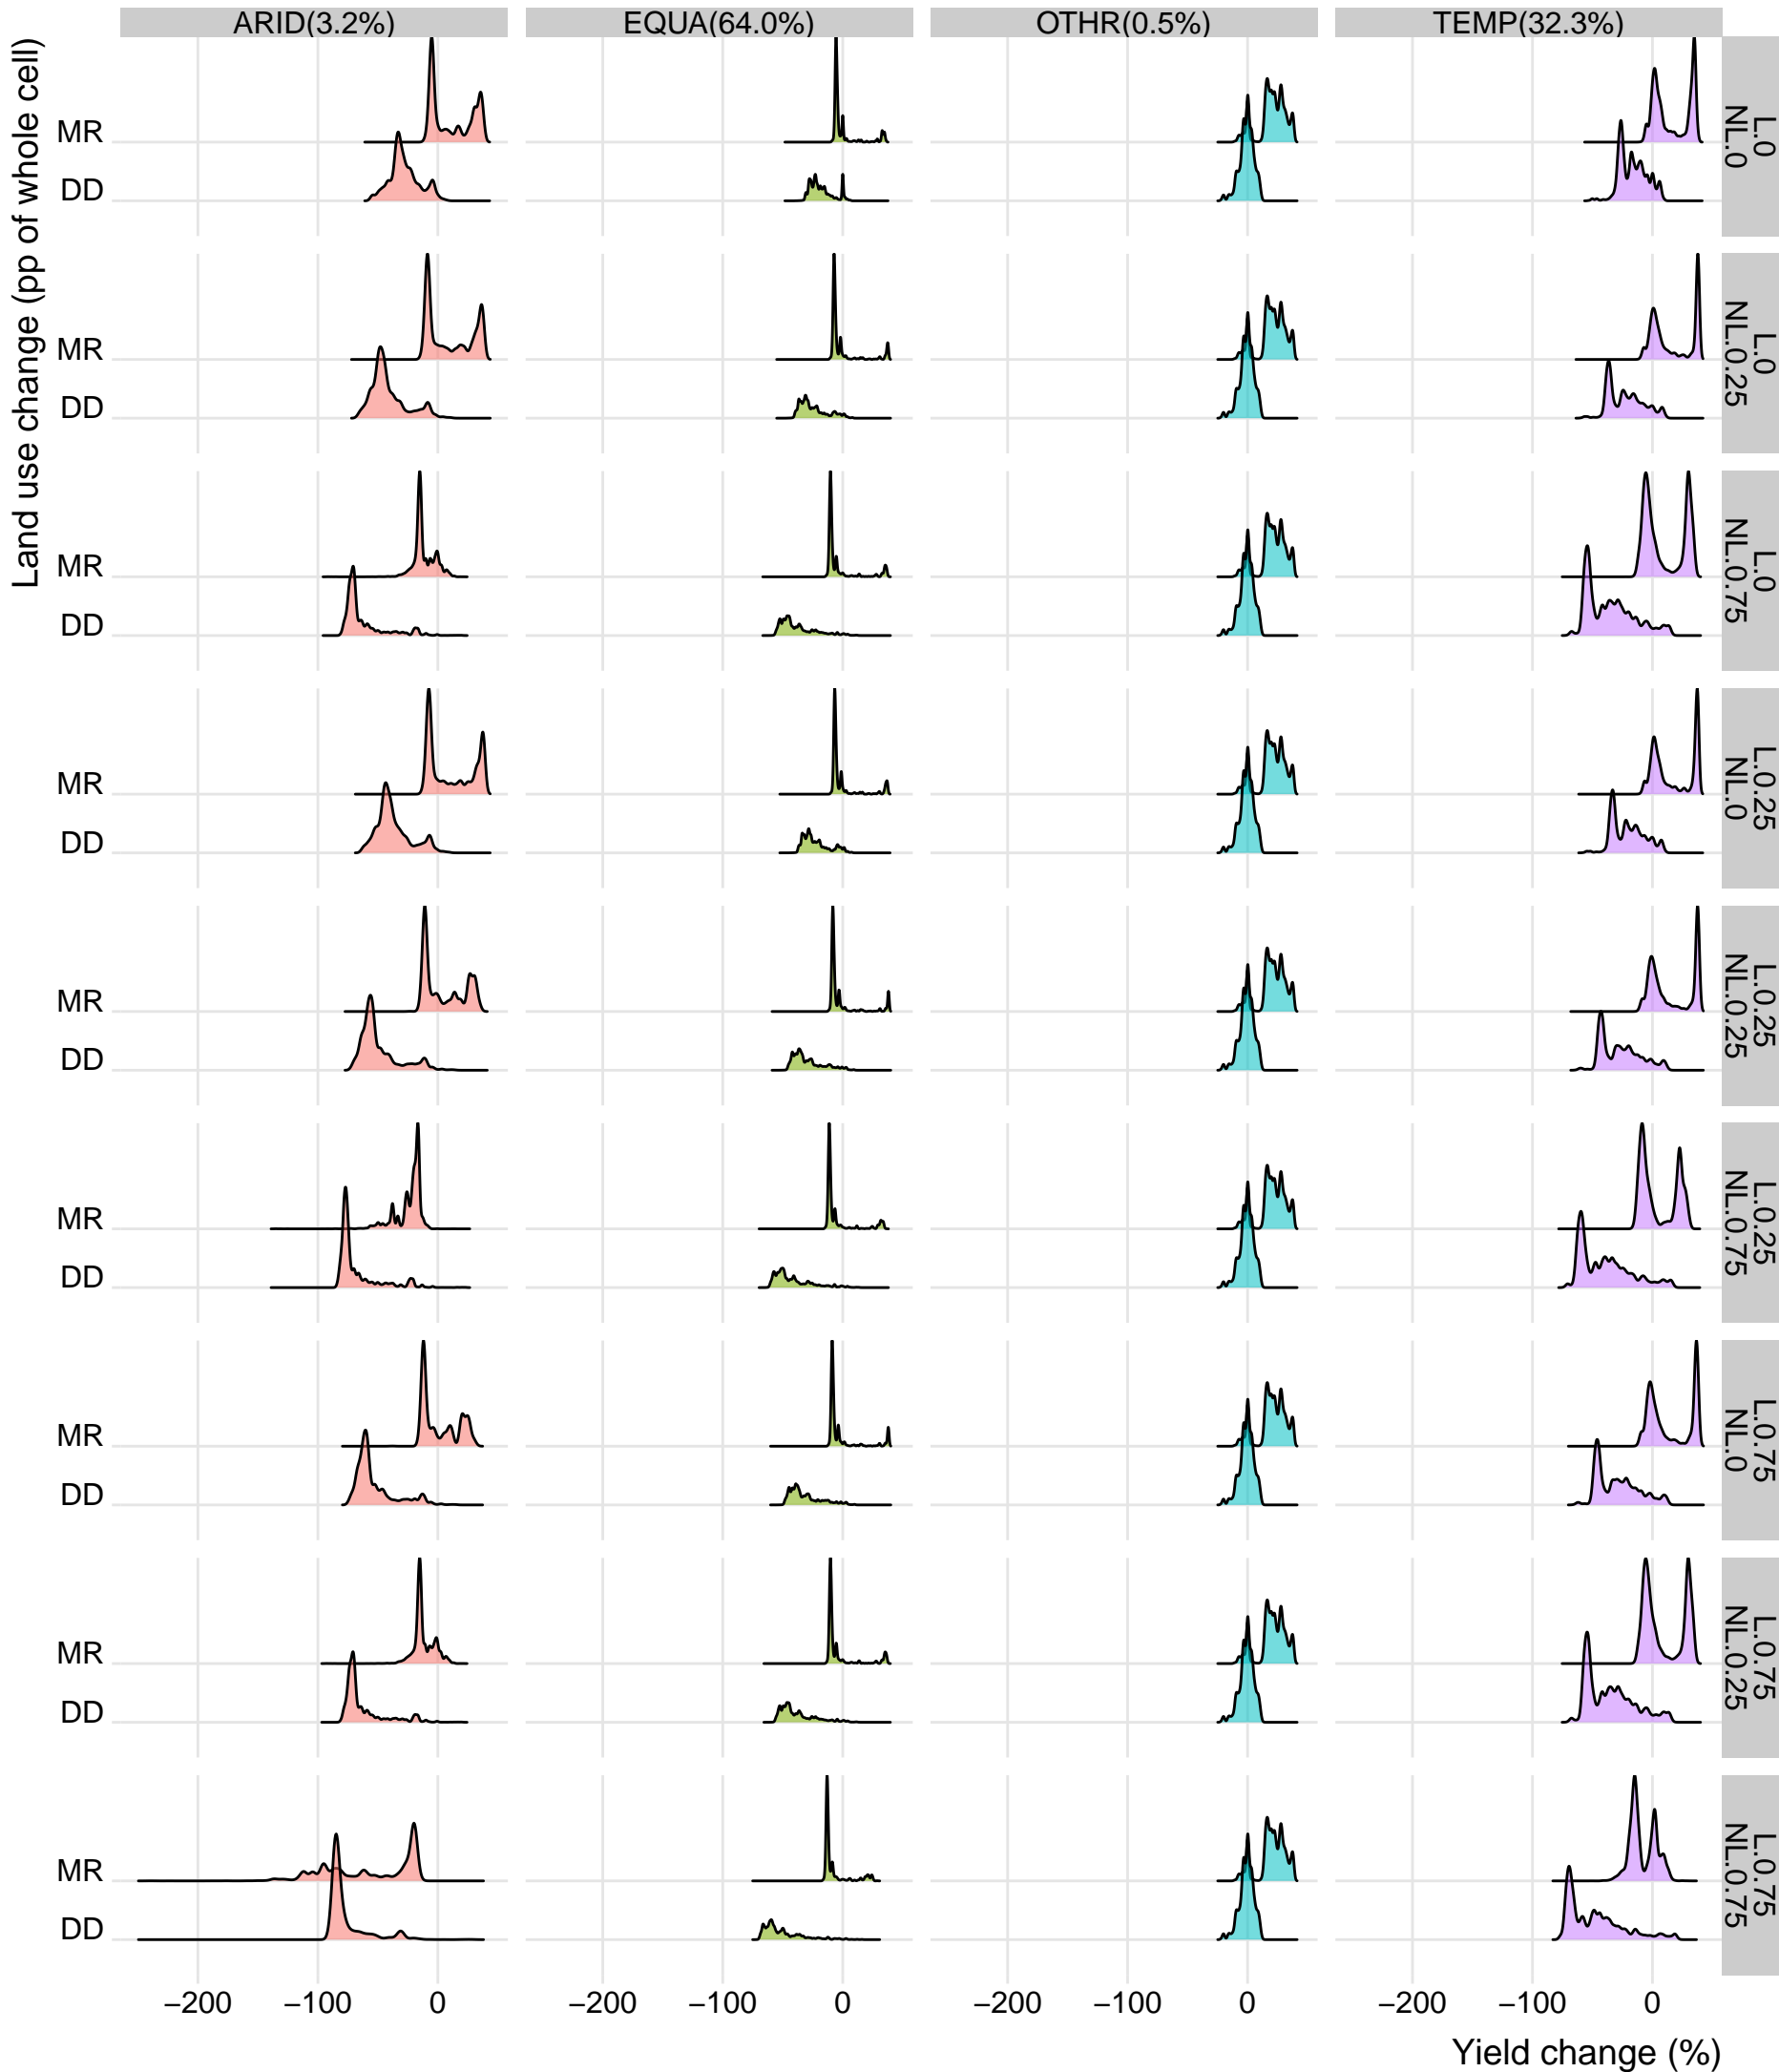 ARID(3.2%) EQUA(64.0%) OTHR(0.5%) TEMP(32.3%)
Land use change (pp of whole cell)
MR
DD
L.0
NL.0
MR
DD
L.0
NL.0.25
MR
DD
L.0
NL.0.75
MR
DD
L.0.25
NL.0
MR
DD
L.0.25
NL.0.25
MR
DD
L.0.25
NL.0.75
MR
DD
L.0.75
NL.0
MR
DD
L.0.75
NL.0.25
MR
DD
L.0.75
NL.0.75
−200 −100 0 −200 −100 0 −200 −100 0 −200 −100 0
Yield change (%)